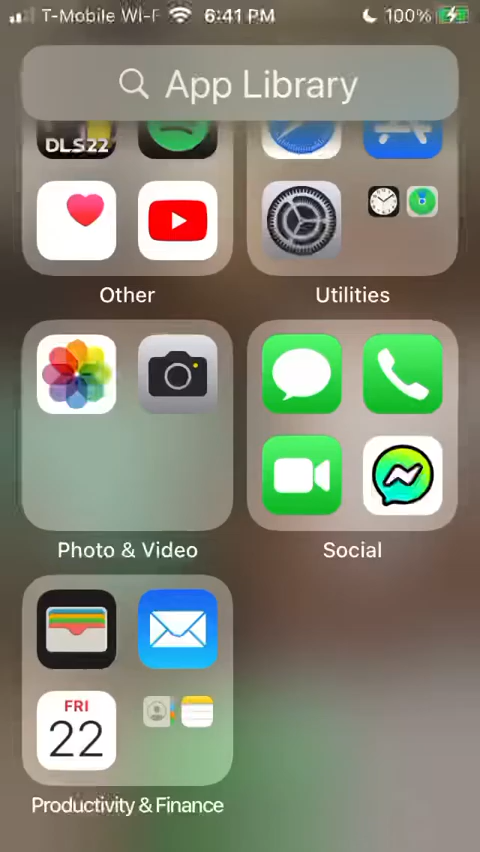 T-Mobile Wi-F 6:41 PM 100%
App Library
DLS22
Other Utilities
Photo & Video Social
FRI
22
Productivity & Finance